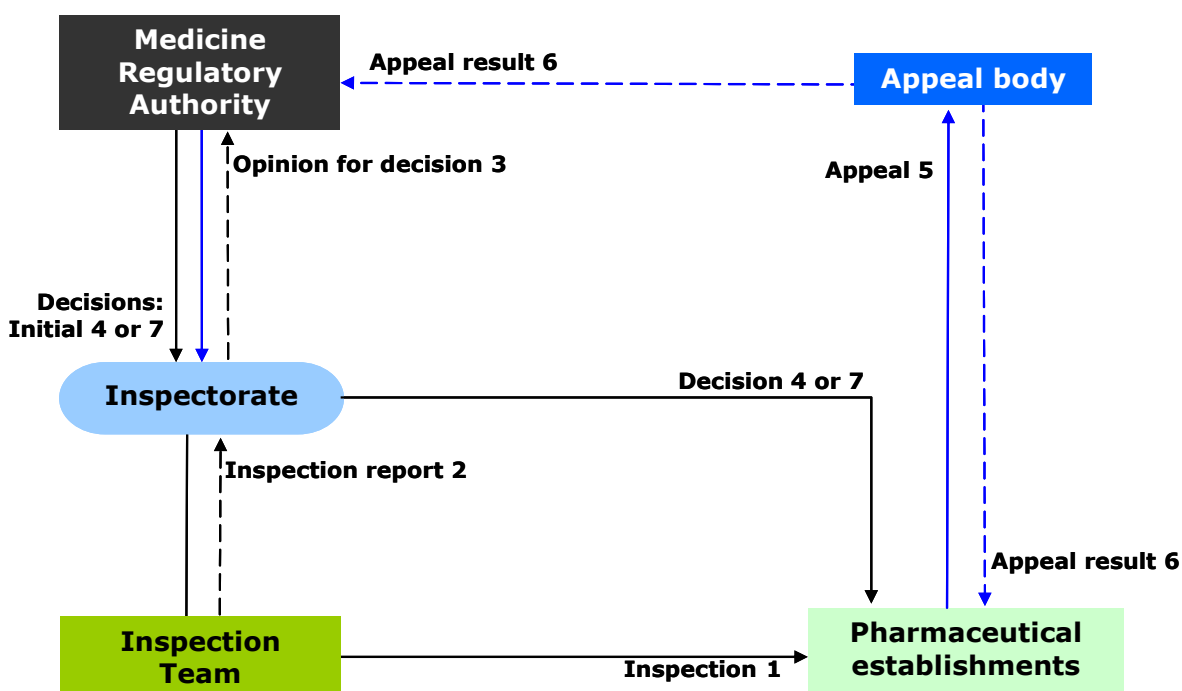 Medicine
Regulatory
Authority
Appeal result 6
Appeal body
Opinion for decision 3
Appeal 5
Decisions:
Initial 4 or 7
Inspectorate
Decision 4 or 7
Inspection report 2
Appeal result 6
Inspection
Team
Inspection 1
Pharmaceutical
establishments